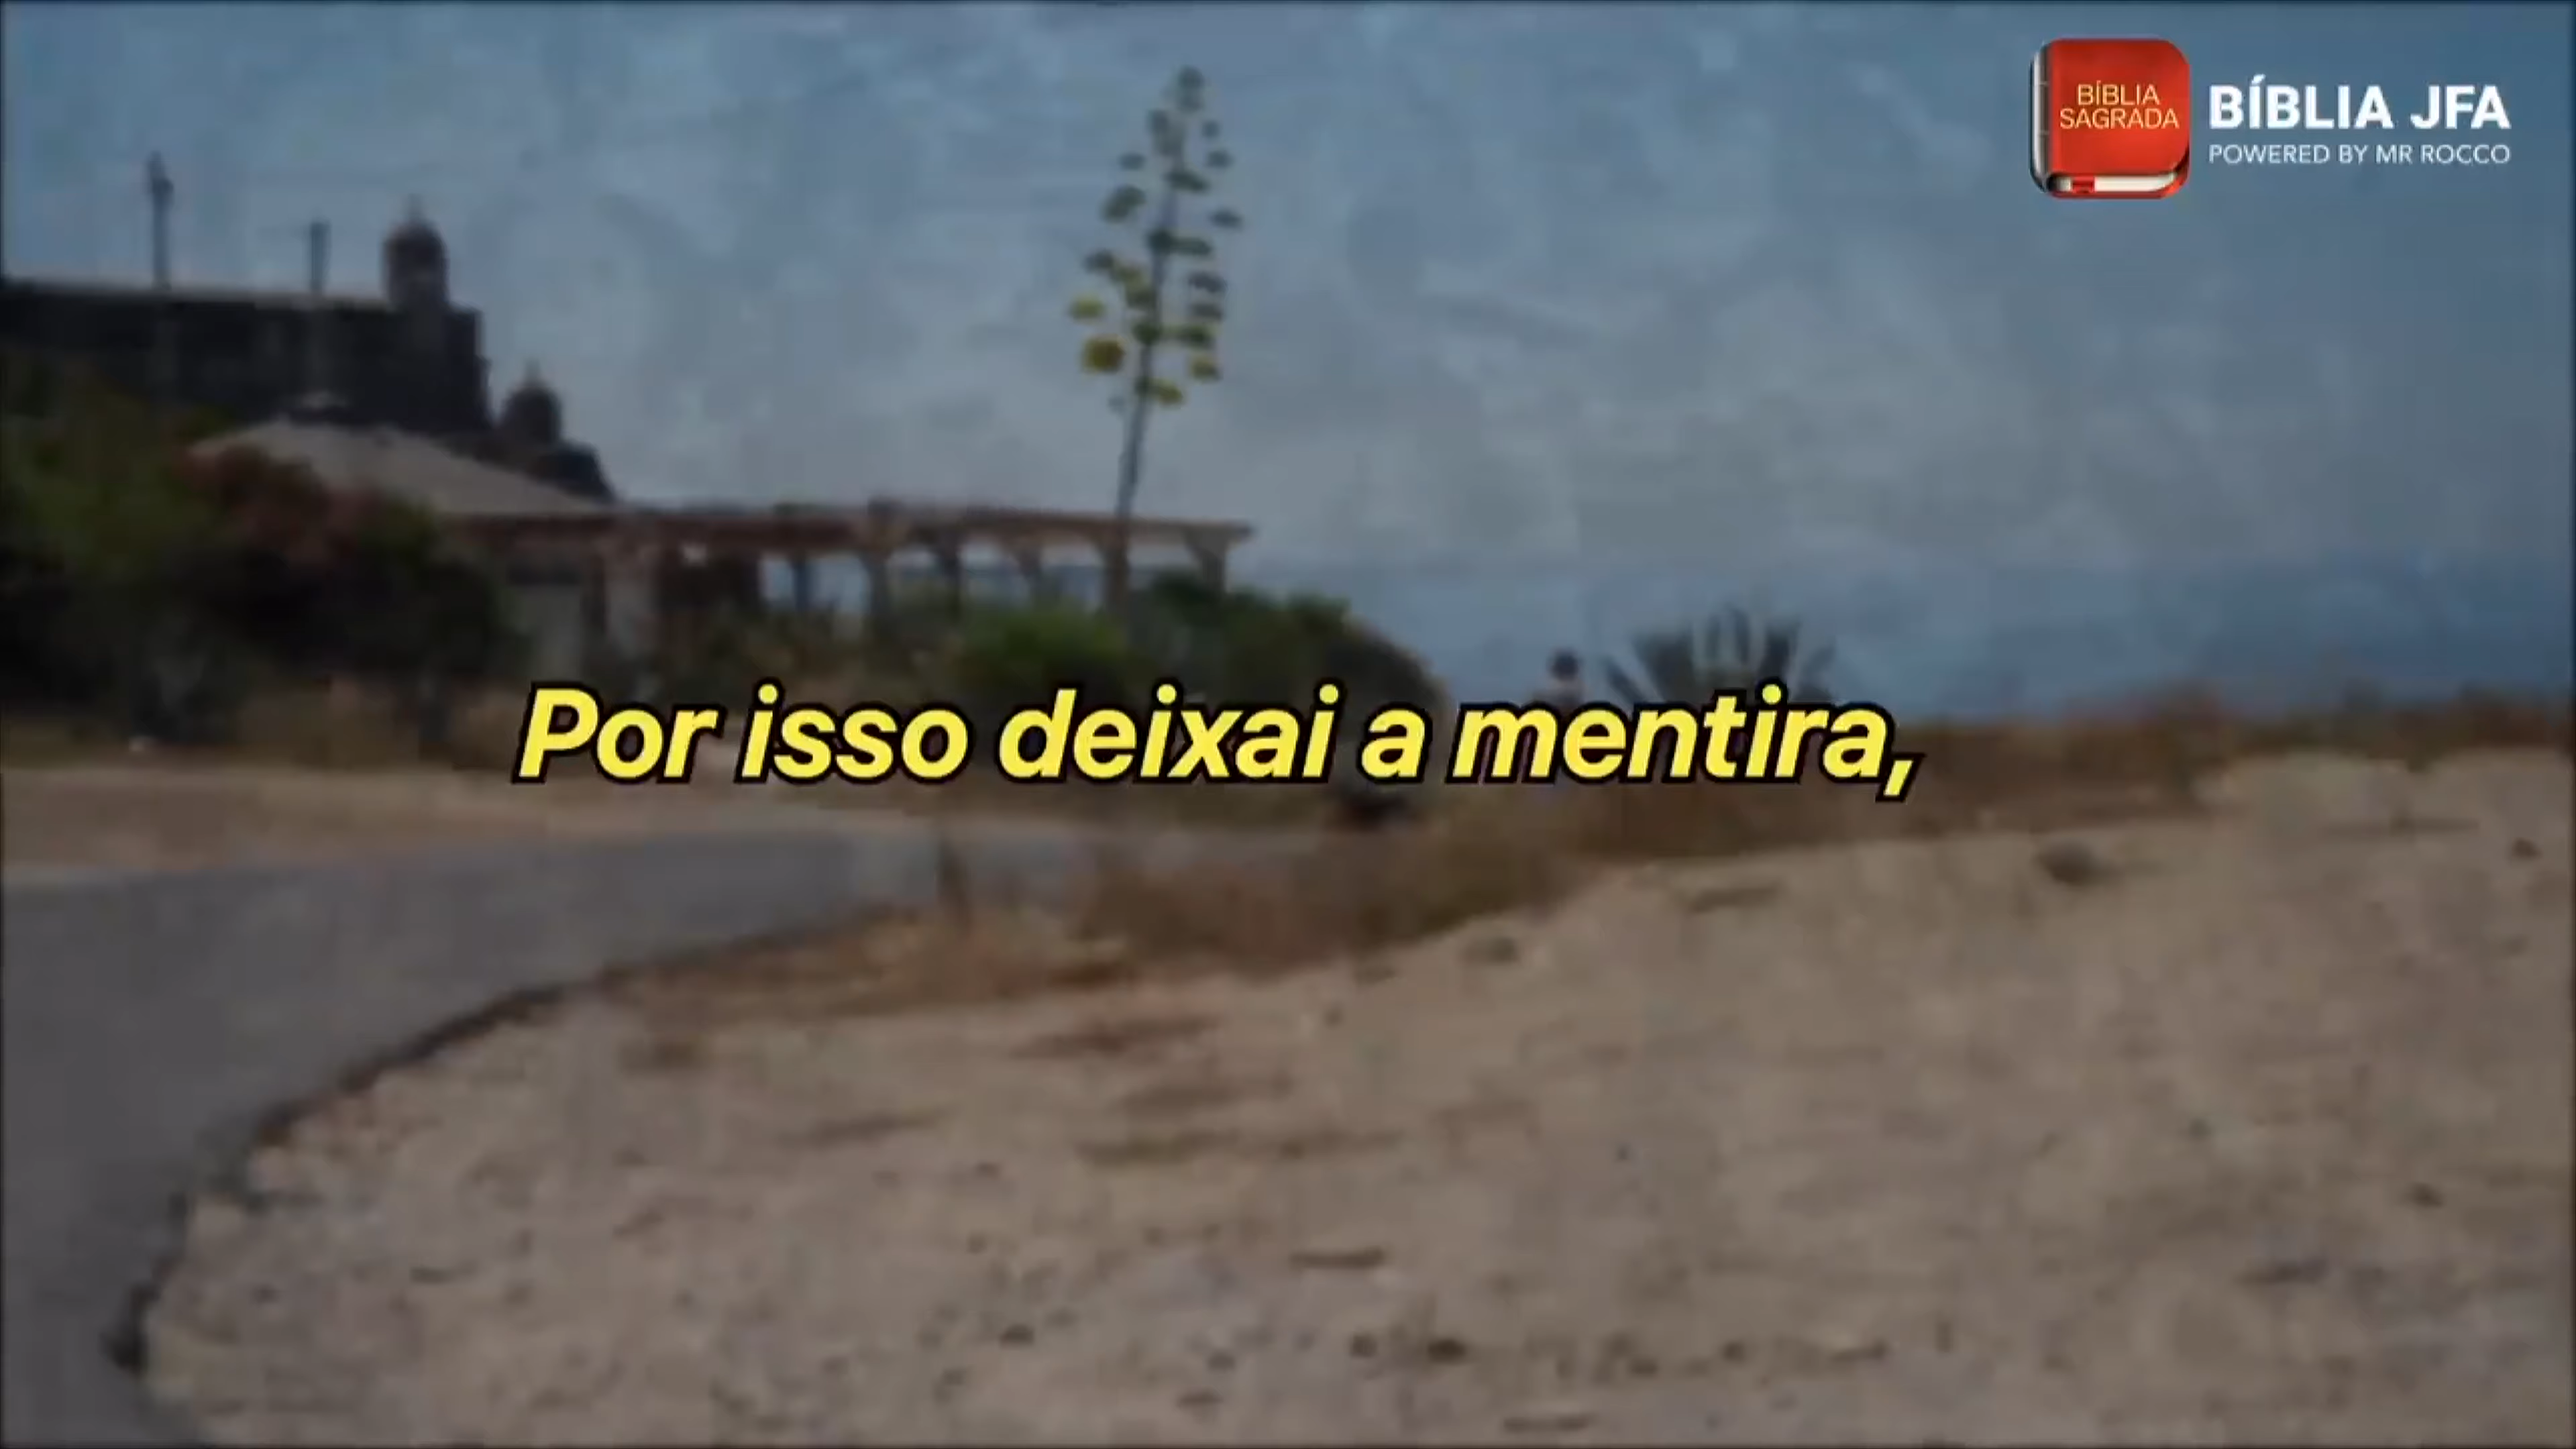 BÍBLIA
SAGRADA
BÍBLIA JFA
POWERED BY MR ROCCO
Por isso deixai a mentira,